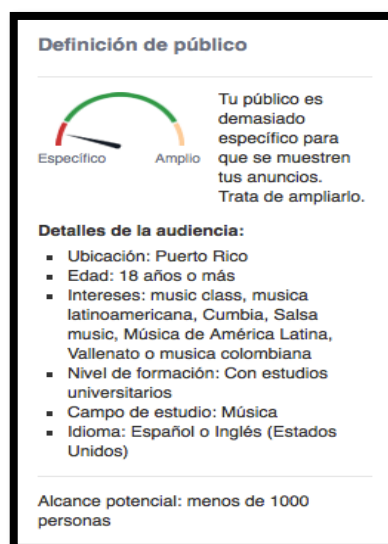 Definición de público
Específico
Amplio
Tu público es
demasiado
específico para
que se muestren
tus anuncios.
Trata de ampliarlo.
Detalles de la audiencia:
▪ Ubicación: Puerto Rico
▪ Edad: 18 años o más
▪ Intereses: music class, musica
latinoamericana, Cumbia, Salsa
music, Música de América Latina,
Vallenato o musica colombiana
▪ Nivel de formación: Con estudios
universitarios
▪ Campo de estudio: Música
▪ Idioma: Español o Inglés (Estados
Unidos)
Alcance potencial: menos de 1000
personas